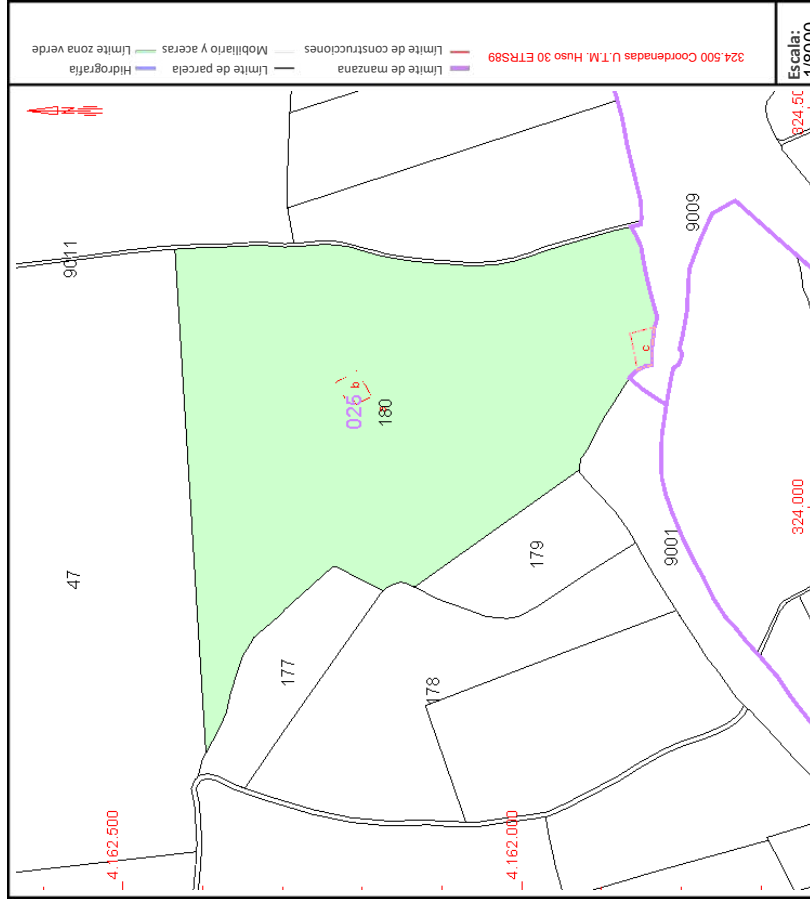 Límite de manzana
Límite de parcela
Hidrografía
Límite de construcciones
Mobiliario y aceras
Límite zona verde
324.500 Coordenadas U.T.M. Huso 30 ETRS89
Escala:
1/8000
9011
9009
47
b
c
025
180
179
9001
177
178
324.000
4.162.500
4.162.000